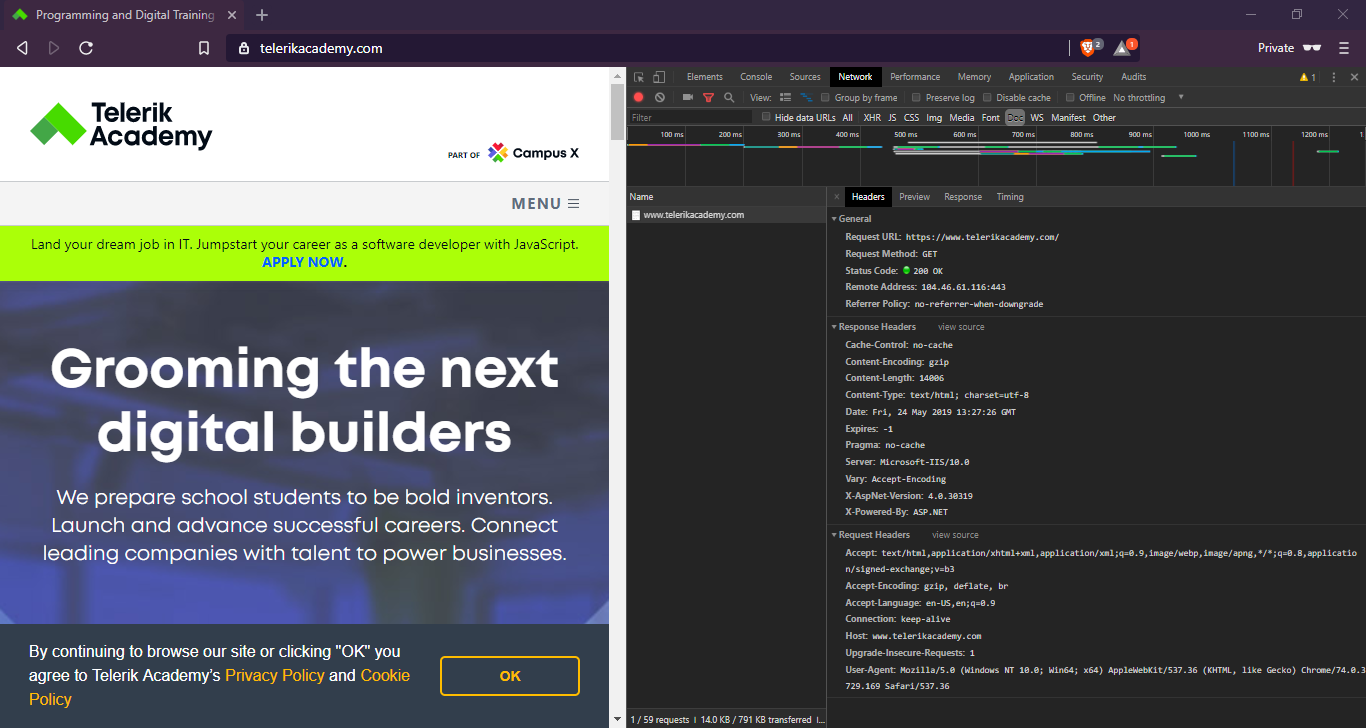 Programming and Digital Training
telerikacademy.com
2
1
Private
Telerik
Academy
PART OF Campus X
MENU
Land your dream job in IT. Jumpstart your career as a software developer with JavaScript.
APPLY NOW.
Grooming the next
digital builders
We prepare school students to be bold inventors.
Launch and advance successful careers. Connect
leading companies with talent to power businesses.
By continuing to browse our site or clicking "OK" you
agree to Telerik Academy's Privacy Policy and Cookie
Policy
OK
Elements Console Sources Network Performance Memory Application Security Audits 1
View: Group by frame Preserve log Disable cache Offline No throttling
Filter Hide data URLs All XHR JS CSS Img Media Font Doc WS Manifest Other
100 ms 200 ms 300 ms 400 ms 500 ms 600 ms 700 ms 800 ms 900 ms 1000 ms 1100 ms 1200 ms 1
Name
www.telerikacademy.com
1 / 59 requests | 14.0 KB / 791 KB transferred |...
Headers Preview Response Timing
General
Request URL: https://www.telerikacademy.com/
Request Method: GET
Status Code: 200 OK
Remote Address: 104.46.61.116:443
Referrer Policy: no-referrer-when-downgrade
Response Headers view source
Cache-Control: no-cache
Content-Encoding: gzip
Content-Length: 14006
Content-Type: text/html; charset=utf-8
Date: Fri, 24 May 2019 13:27:26 GMT
Expires: -1
Pragma: no-cache
Server: Microsoft-IIS/10.0
Vary: Accept-Encoding
X-AspNet-Version: 4.0.30319
X-Powered-By: ASP.NET
Request Headers view source
Accept: text/html,application/xhtml+xml,application/xml;q=0.9,image/webp,image/apng,*/*;q=0.8,applicatio
n/signed-exchange;v=b3
Accept-Encoding: gzip, deflate, br
Accept-Language: en-US,en;q=0.9
Connection: keep-alive
Host: www.telerikacademy.com
Upgrade-Insecure-Requests: 1
User-Agent: Mozilla/5.0 (Windows NT 10.0; Win64; x64) AppleWebKit/537.36 (KHTML, like Gecko) Chrome/74.0.3
729.169 Safari/537.36